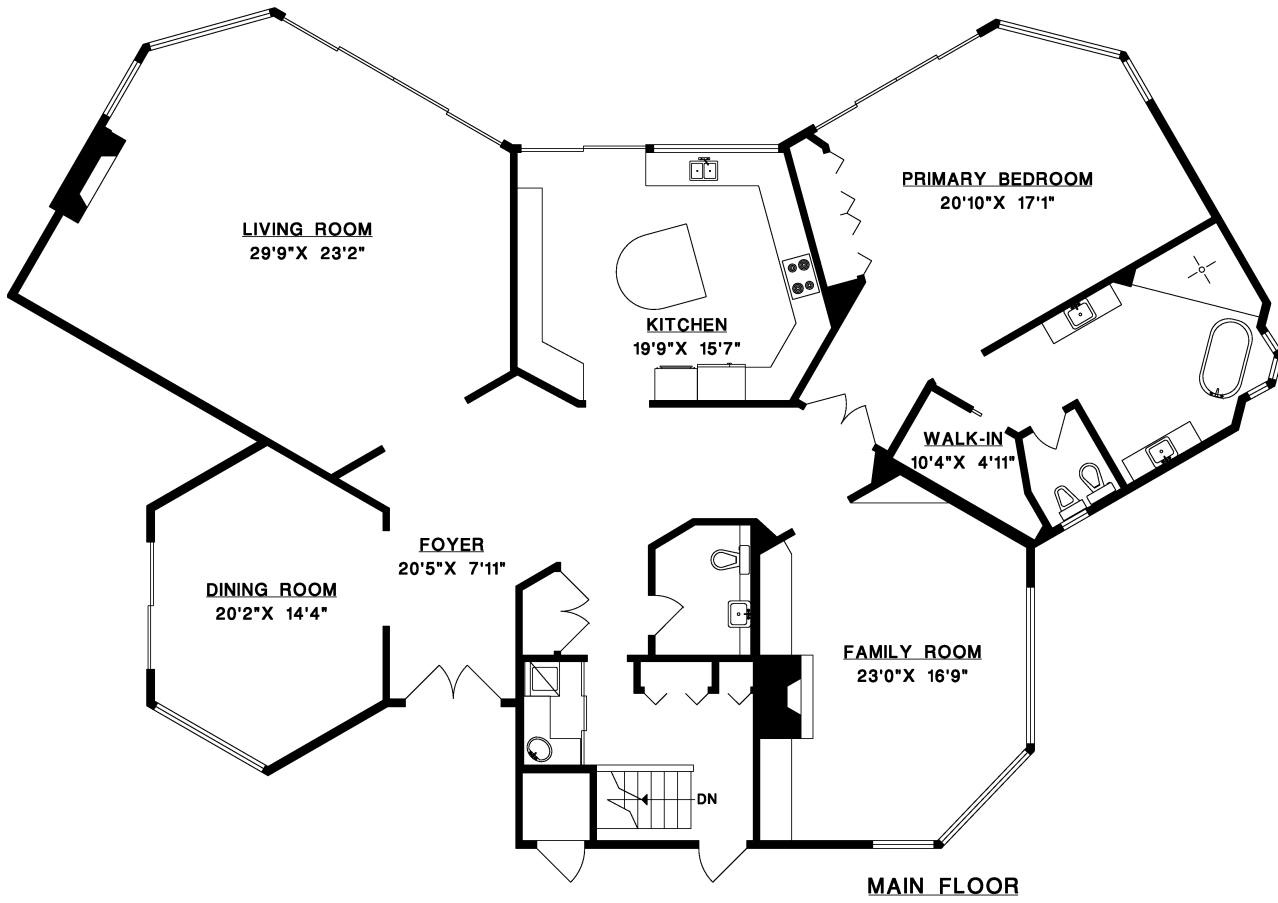 PRIMARY BEDROOM
20'10"X 17'1"
LIVING ROOM
29'9"X 23'2"
KITCHEN
19'9"X 15'7"
WALK-IN
10'4"X 4'11"
FOYER
20'5"X 7'11"
DINING ROOM
20'2"X 14'4"
FAMILY ROOM
23'0"X 16'9"
DN
MAIN FLOOR